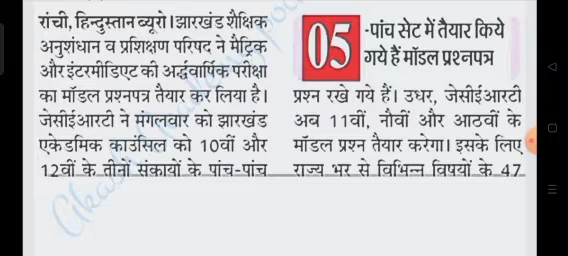 रांची, हिन्दुस्तान ब्यूरो। झारखंड शैक्षिक
अनुशंधान व प्रशिक्षण परिषद ने मैट्रिक
और इंटरमीडिएट की अर्द्धवार्षिक परीक्षा
का मॉडल प्रश्नपत्र तैयार कर लिया है।
जेसीईआरटी ने मंगलवार को झारखंड
एकेडमिक काउंसिल को 10वीं और
12वीं के तीनों संकायों के पांच-पांच
05
-पांच सेट में तैयार किये
गये हैं मॉडल प्रश्नपत्र
प्रश्न रखे गये हैं। उधर, जेसीईआरटी
अब 11वीं, नौवीं और आठवीं के
मॉडल प्रश्न तैयार करेगा। इसके लिए
राज्य भर से विभिन्न विषयों के 47